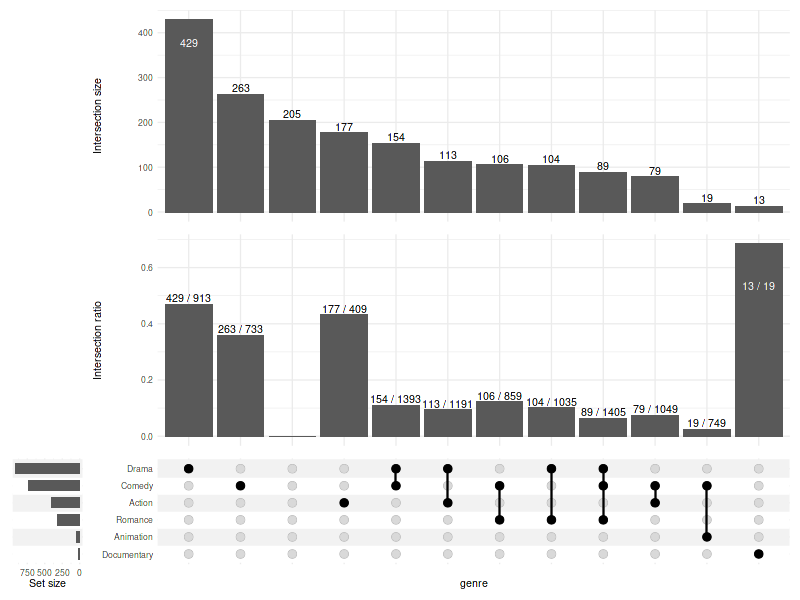 400
300
200
100
0
Intersection size
429
263
205
177
154
113
106
104
89
79
19
13
0.6
0.4
0.2
0.0
Intersection ratio
429 / 913
263 / 733
177 / 409
154 / 1393
113 / 1191
106 / 859
104 / 1035
89 / 1405
79 / 1049
19 / 749
13 / 19
Drama
Comedy
Action
Romance
Animation
Documentary
750 500 250 0
Set size
genre